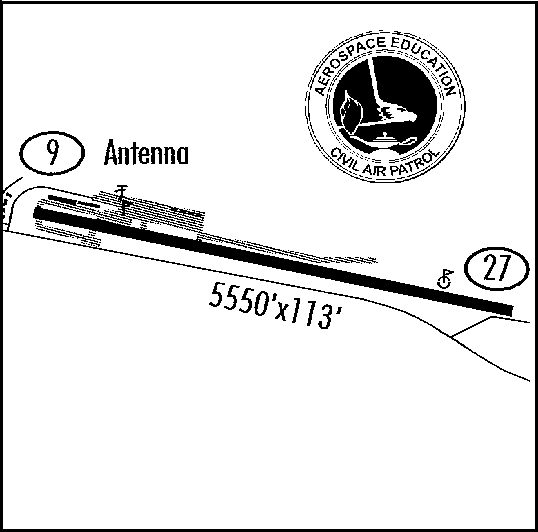 AEROSPACE EDUCATION
CIVIL AIR PATROL
9 Antenna
27
5550'x113'